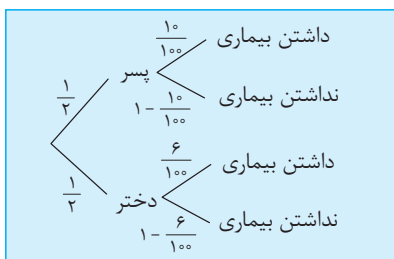 ۱۰/۱۰۰ داشتن بیماری
۱/۲ پسر
۱ - ۱۰/۱۰۰ نداشتن بیماری
۶/۱۰۰ داشتن بیماری
۱/۲ دختر
۱ - ۶/۱۰۰ نداشتن بیماری